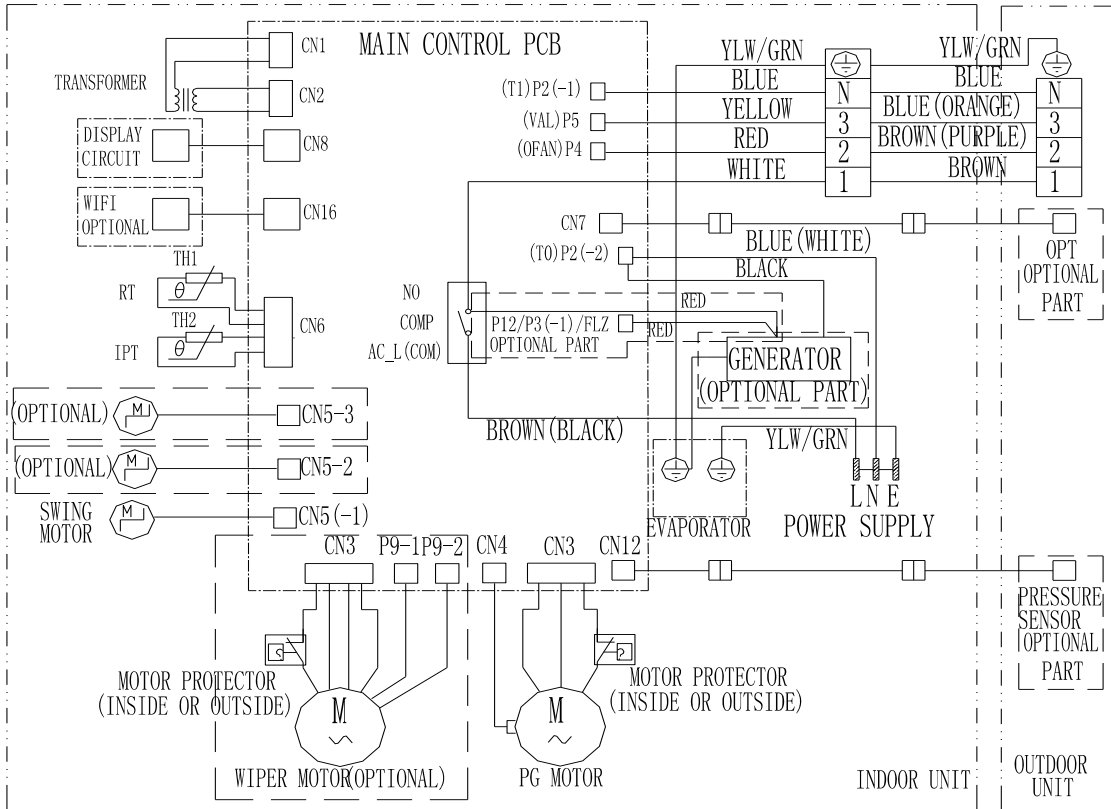 MAIN CONTROL PCB
CN1
TRANSFORMER
CN2
DISPLAY
CIRCUIT
CN8
WIFI
OPTIONAL
CN16
TH1
RT
θ
TH2
IPT
θ
CN6
(OPTIONAL)
M
CN5-3
(OPTIONAL)
M
CN5-2
SWING
MOTOR
M
CN5(-1)
(T1)P2(-1)
(VAL)P5
(OFAN)P4
YLW/GRN
BLUE
YELLOW
RED
WHITE
N
3
2
1
YLW/GRN
BLUE
BLUE(ORANGE)
BROWN(PURPLE)
BROWN
N
3
2
1
CN7
(T0)P2(-2)
BLUE(WHITE)
BLACK
OPT
OPTIONAL
PART
NO
COMP
AC_L(COM)
RED
P12/P3(-1)/FLZ
OPTIONAL PART
RED
GENERATOR
(OPTIONAL PART)
BROWN(BLACK)
YLW/GRN
EVAPORATOR
L N E
POWER SUPPLY
CN3
P9-1
P9-2
CN4
CN3
CN12
PRESSURE
SENSOR
OPTIONAL
PART
MOTOR PROTECTOR
(INSIDE OR OUTSIDE)
M
WIPER MOTOR(OPTIONAL)
MOTOR PROTECTOR
(INSIDE OR OUTSIDE)
M
PG MOTOR
INDOOR UNIT
OUTDOOR
UNIT